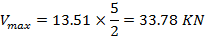 V_max = 13.51 × 5/2 = 33.78 KN